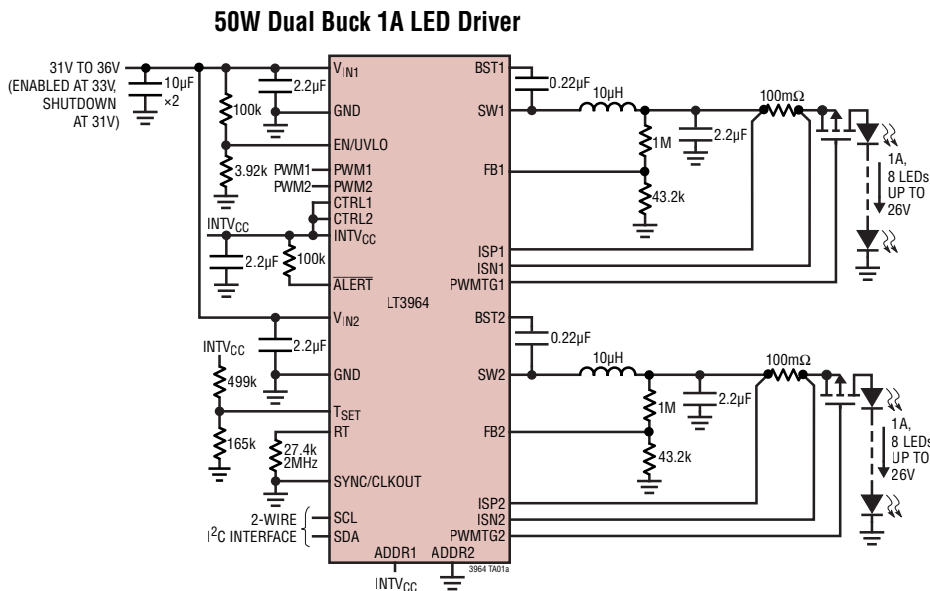 50W Dual Buck 1A LED Driver
31V TO 36V
(ENABLED AT 33V,
SHUTDOWN
AT 31V)
10µF
×2
100k
3.92k
2.2µF
VIN1
GND
EN/UVLO
PWM1
PWM1
PWM2
PWM2
CTRL1
CTRL2
INTVCC
INTVCC
2.2µF
100k
ALERT
LT3964
VIN2
2.2µF
GND
INTVCC
499k
165k
TSET
RT
27.4k
2MHz
SYNC/CLKOUT
2-WIRE
I2C INTERFACE
SCL
SDA
ADDR1
ADDR2
INTVCC
3964 TA01a
BST1
0.22µF
SW1
10µH
1M
2.2µF
100mΩ
FB1
43.2k
ISP1
ISN1
PWMTG1
1A,
8 LEDs
UP TO
26V
BST2
0.22µF
SW2
10µH
1M
2.2µF
100mΩ
FB2
43.2k
ISP2
ISN2
PWMTG2
1A,
8 LEDs
UP TO
26V